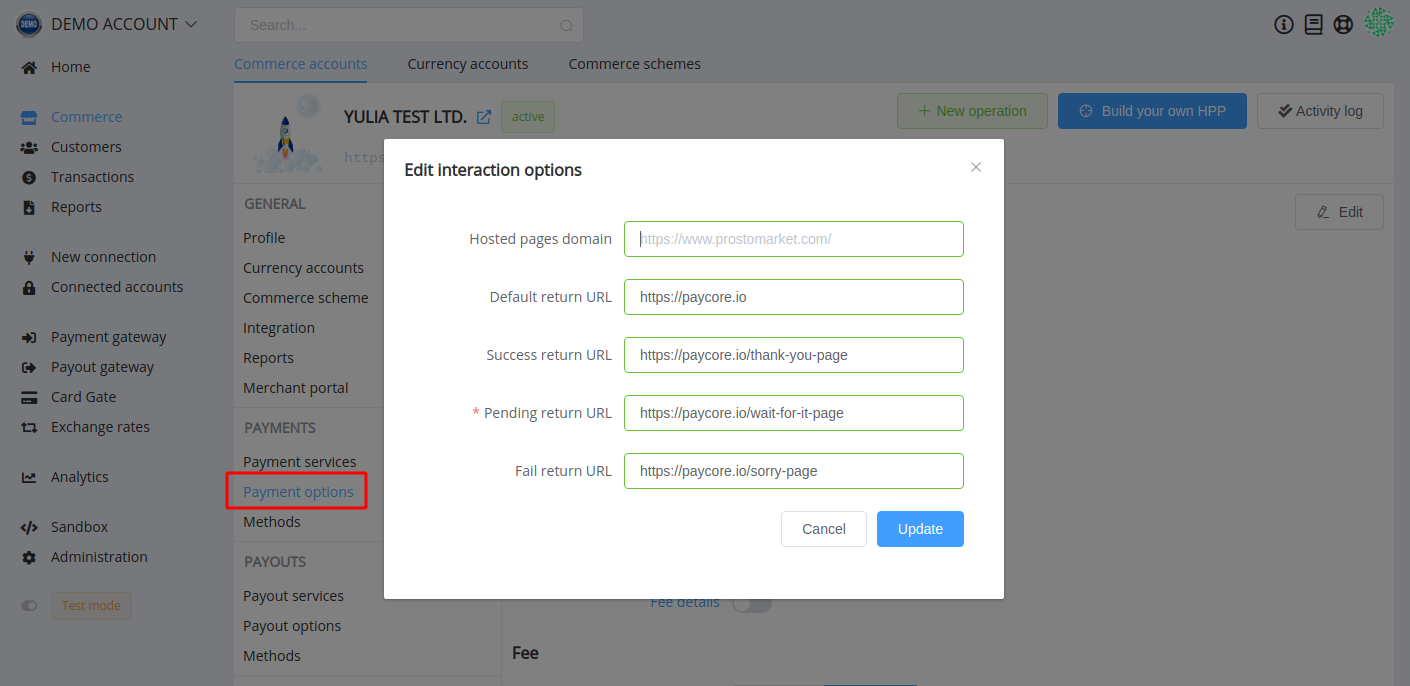 DEMO
DEMO ACCOUNT
Search...
Home
Commerce
Customers
Transactions
Reports
New connection
Connected accounts
Payment gateway
Payout gateway
Card Gate
Exchange rates
Analytics
Sandbox
Administration
Test mode
Commerce accounts
Currency accounts
Commerce schemes
YULIA TEST LTD.
active
https
New operation
Build your own HPP
Activity log
Edit
GENERAL
Profile
Currency accounts
Commerce scheme
Integration
Reports
Merchant portal
PAYMENTS
Payment services
Payment options
Methods
PAYOUTS
Payout services
Payout options
Methods
Edit interaction options
Hosted pages domain
https://www.prostomarket.com/
Default return URL
https://paycore.io
Success return URL
https://paycore.io/thank-you-page
* Pending return URL
https://paycore.io/wait-for-it-page
Fail return URL
https://paycore.io/sorry-page
Cancel
Update
Fee details
Fee